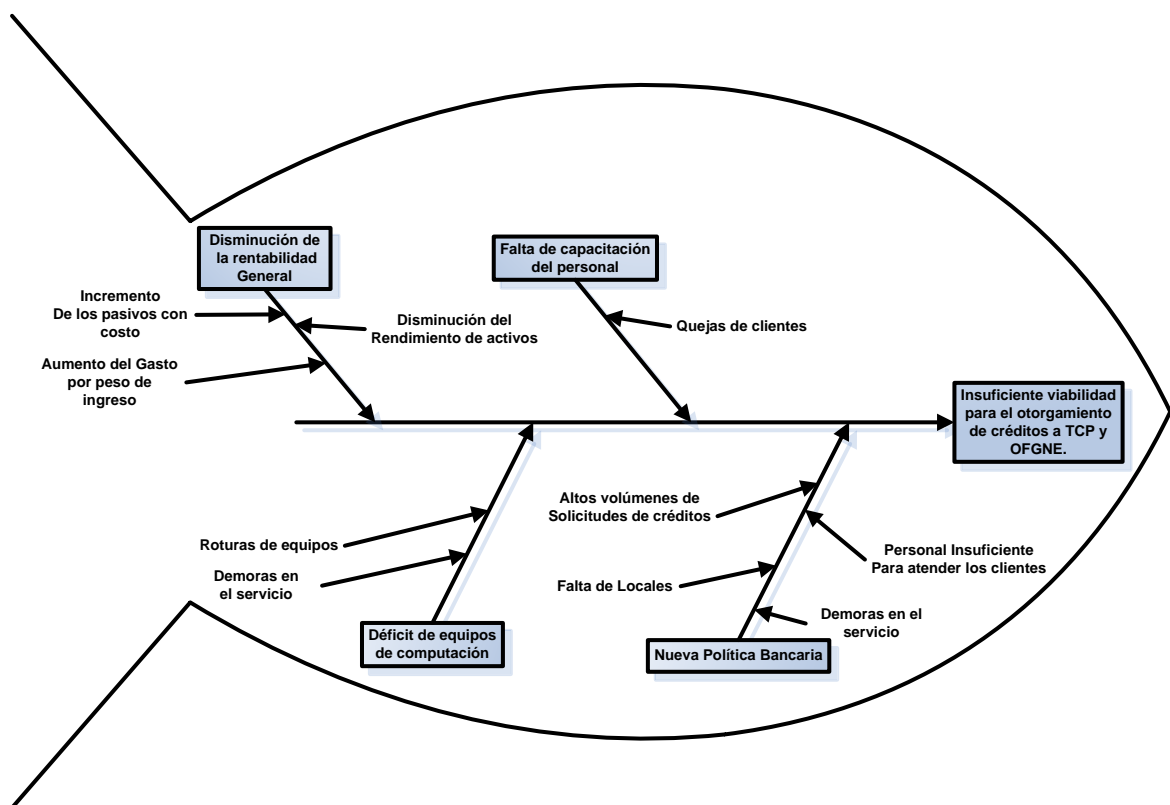 Disminución de
la rentabilidad
General
Falta de capacitación
del personal
Incremento
De los pasivos con
costo
Disminución del
Rendimiento de activos
Quejas de clientes
Aumento del Gasto
por peso de
ingreso
Insuficiente viabilidad
para el otorgamiento
de créditos a TCP y
OFGNE.
Altos volúmenes de
Solicitudes de créditos
Roturas de equipos
Personal Insuficiente
Para atender los clientes
Demoras en
el servicio
Falta de Locales
Demoras en el
servicio
Déficit de equipos
de computación
Nueva Política Bancaria